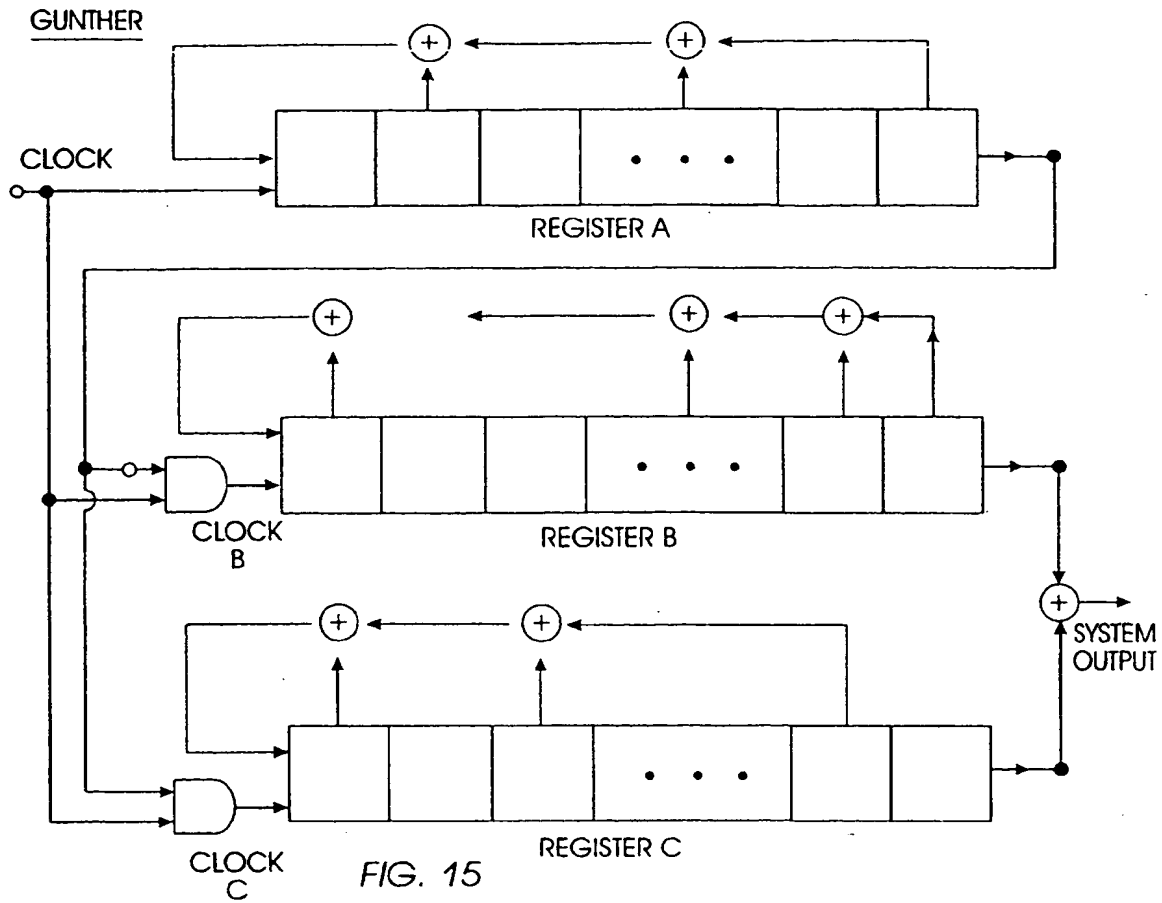 GUNTHER
CLOCK
REGISTER A
CLOCK
B
REGISTER B
SYSTEM
OUTPUT
CLOCK
C
REGISTER C
FIG. 15